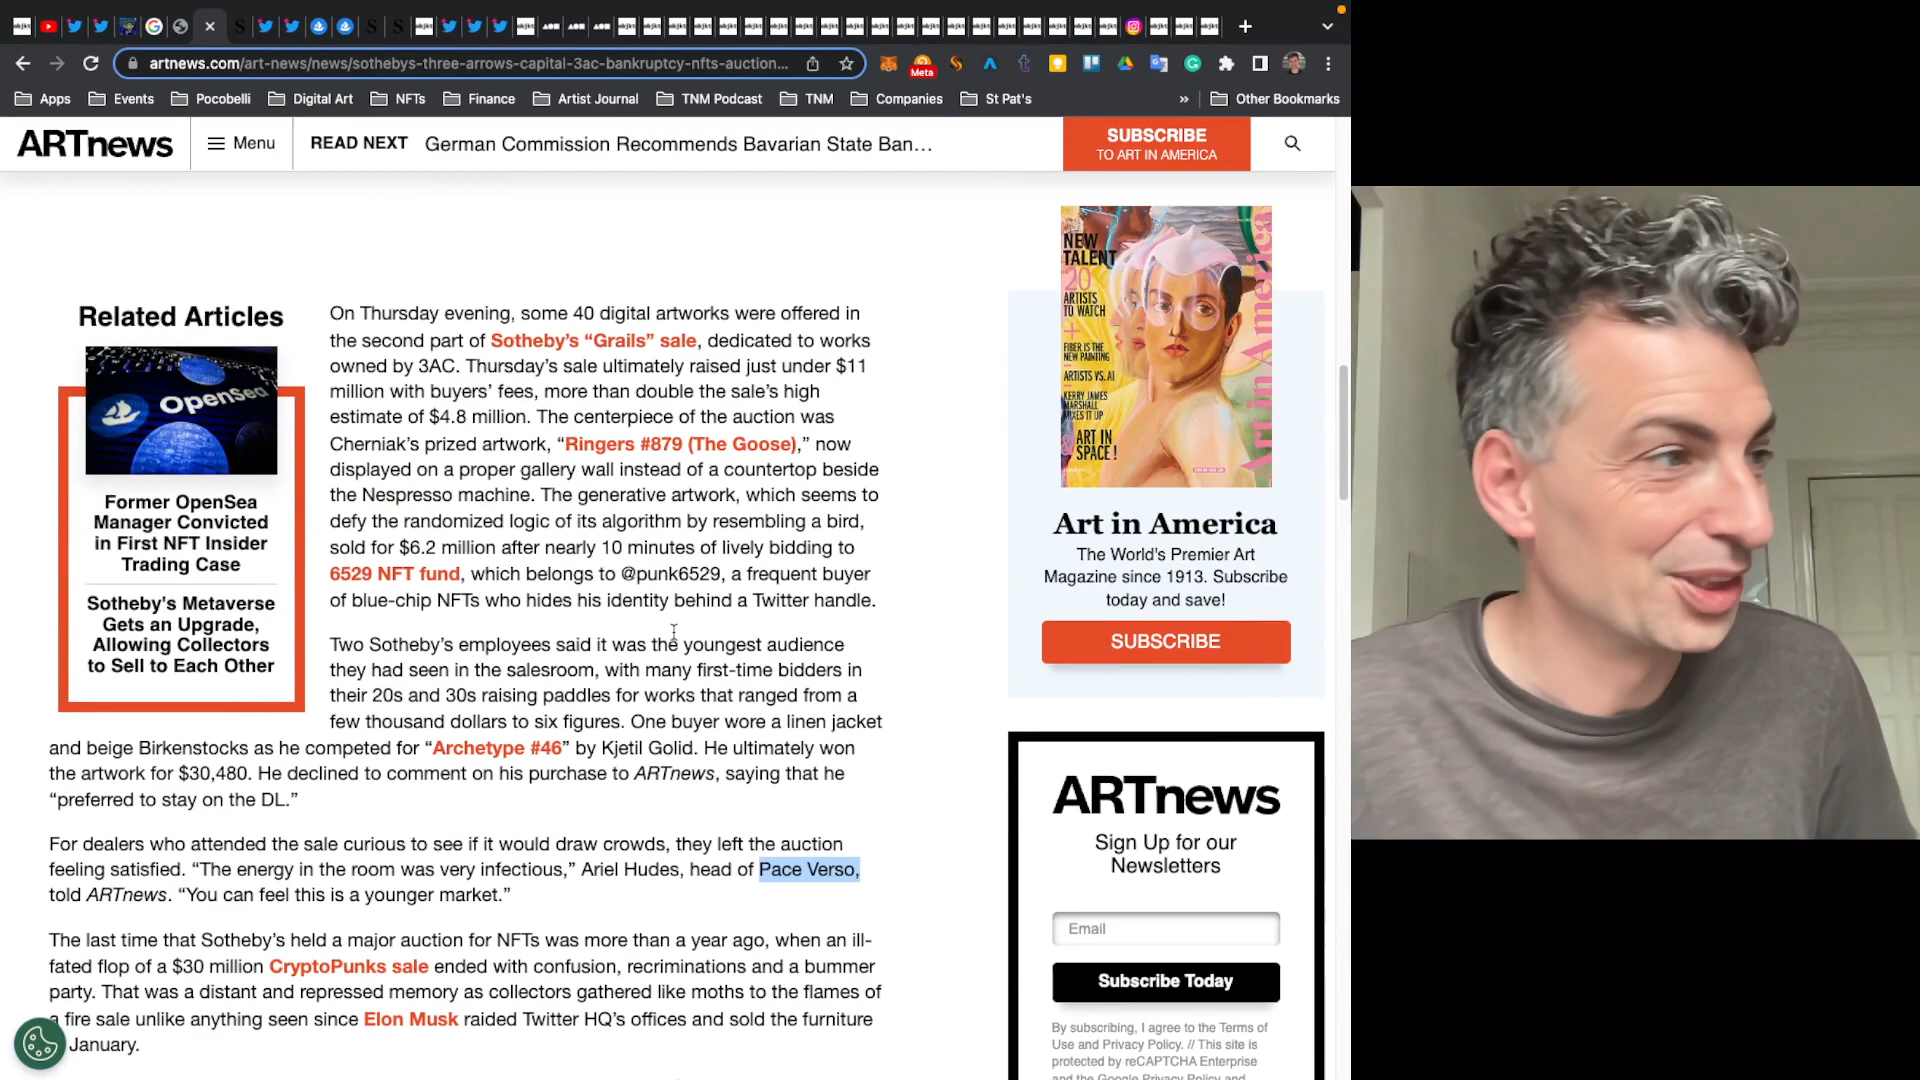 artnews.com/art-news/news/sothebys-three-arrows-capital-3ac-bankruptcy-nfts-auction...
Meta
Apps
Events
Pocobelli
Digital Art
NFTs
Finance
Artist Journal
TNM Podcast
TNM
Companies
St Pat's
»
Other Bookmarks
ARTnews
Menu
READ NEXT
German Commission Recommends Bavarian State Ban...
SUBSCRIBE
TO ART IN AMERICA
Related Articles
OpenSea
Former OpenSea
Manager Convicted
in First NFT Insider
Trading Case
Sotheby's Metaverse
Gets an Upgrade,
Allowing Collectors
to Sell to Each Other
On Thursday evening, some 40 digital artworks were offered in
the second part of Sotheby's “Grails” sale, dedicated to works
owned by 3AC. Thursday's sale ultimately raised just under $11
million with buyers' fees, more than double the sale's high
estimate of $4.8 million. The centerpiece of the auction was
Cherniak's prized artwork, “Ringers #879 (The Goose),” now
displayed on a proper gallery wall instead of a countertop beside
the Nespresso machine. The generative artwork, which seems to
defy the randomized logic of its algorithm by resembling a bird,
sold for $6.2 million after nearly 10 minutes of lively bidding to
6529 NFT fund, which belongs to @punk6529, a frequent buyer
of blue-chip NFTs who hides his identity behind a Twitter handle.
Two Sotheby's employees said it was the youngest audience
they had seen in the salesroom, with many first-time bidders in
their 20s and 30s raising paddles for works that ranged from a
few thousand dollars to six figures. One buyer wore a linen jacket
and beige Birkenstocks as he competed for “Archetype #46” by Kjetil Golid. He ultimately won
the artwork for $30,480. He declined to comment on his purchase to ARTnews, saying that he
“preferred to stay on the DL.”
For dealers who attended the sale curious to see if it would draw crowds, they left the auction
feeling satisfied. “The energy in the room was very infectious,” Ariel Hudes, head of Pace Verso,
told ARTnews. “You can feel this is a younger market.”
The last time that Sotheby's held a major auction for NFTs was more than a year ago, when an ill-
fated flop of a $30 million CryptoPunks sale ended with confusion, recriminations and a bummer
party. That was a distant and repressed memory as collectors gathered like moths to the flames of
a fire sale unlike anything seen since Elon Musk raided Twitter HQ's offices and sold the furniture
January.
NEW
TALENT
20
ARTISTS
TO WATCH
+
FIBER IS THE
NEW PAINTING
ARTISTS VS. AI
KERRY JAMES
MARSHALL
MIXES IT UP
ART IN
SPACE!
Art in America
Art in America
The World's Premier Art
Magazine since 1913. Subscribe
today and save!
SUBSCRIBE
ARTnews
Sign Up for our
Newsletters
Email
Subscribe Today
By subscribing, I agree to the Terms of
Use and Privacy Policy. // This site is
protected by reCAPTCHA Enterprise
and the Google Privacy Policy and